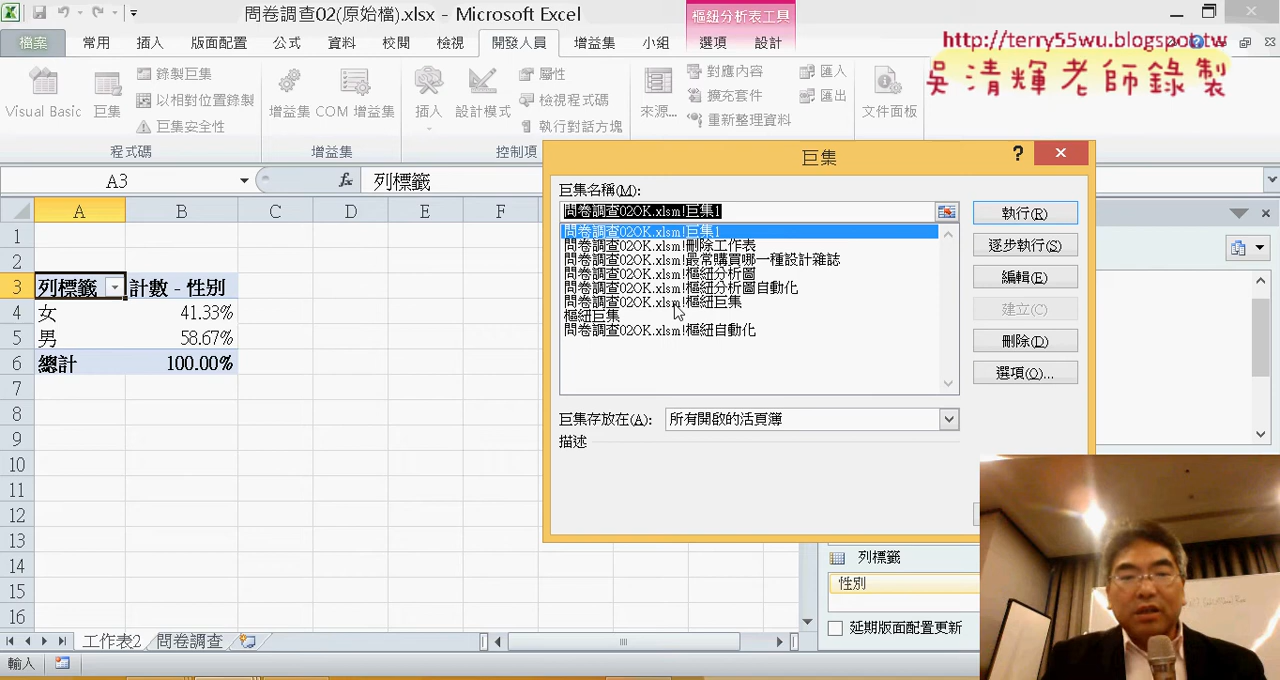 問卷調查02(原始檔).xlsx - Microsoft Excel
樞紐分析表工具
檔案 常用 插入 版面配置 公式 資料 校閱 檢視 開發人員 增益集 小組 選項 設計
http://terry55wu.blogspot.tw
吳清輝老師錄製
Visual Basic 巨集 錄製巨集 以相對位置錄製 巨集安全性
增益集 COM 增益集
插入 設計模式 屬性 檢視程式碼 執行對話方塊
來源... 對應內容 擴充套件 重新整理資料 匯入 匯出
文件面板
程式碼 增益集 控制項
A3 fx 列標籤
A B C D E F
1
2
3 列標籤 計數 - 性別
4 女 41.33%
5 男 58.67%
6 總計 100.00%
7
8
9
10
11
12
13
14
15
16
巨集
巨集名稱(M):
問卷調查02OK.xlsm!巨集1
問卷調查02OK.xlsm!巨集1
問卷調查02OK.xlsm!刪除工作表
問卷調查02OK.xlsm!最常購買哪一種設計雜誌
問卷調查02OK.xlsm!樞紐分析圖
問卷調查02OK.xlsm!樞紐分析圖自動化
問卷調查02OK.xlsm!樞紐巨集
樞紐巨集
問卷調查02OK.xlsm!樞紐自動化
執行(R)
逐步執行(S)
編輯(E)
建立(C)
刪除(D)
選項(O)...
巨集存放在(A): 所有開啟的活頁簿
描述
列標籤
性別
延期版面配置更新
工作表2 問卷調查
輸入